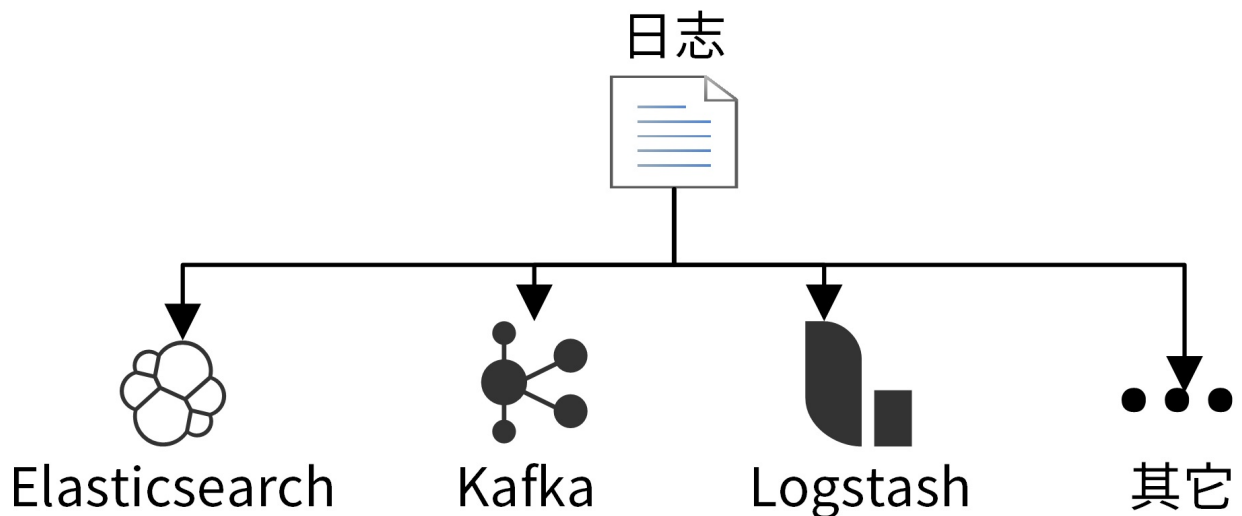 日志
Elasticsearch
Kafka
Logstash
其它